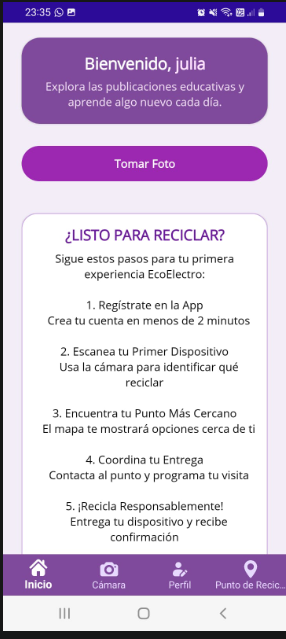 23:35
Bienvenido, julia
Explora las publicaciones educativas y
aprende algo nuevo cada día.
Tomar Foto
¿LISTO PARA RECICLAR?
Sigue estos pasos para tu primera
experiencia EcoElectro:
1. Regístrate en la App
Crea tu cuenta en menos de 2 minutos
2. Escanea tu Primer Dispositivo
Usa la cámara para identificar qué
reciclar
3. Encuentra tu Punto Más Cercano
El mapa te mostrará opciones cerca de ti
4. Coordina tu Entrega
Contacta al punto y programa tu visita
5. ¡Recicla Responsablemente!
Entrega tu dispositivo y recibe
confirmación
Inicio
Cámara
Perfil
Punto de Recic...